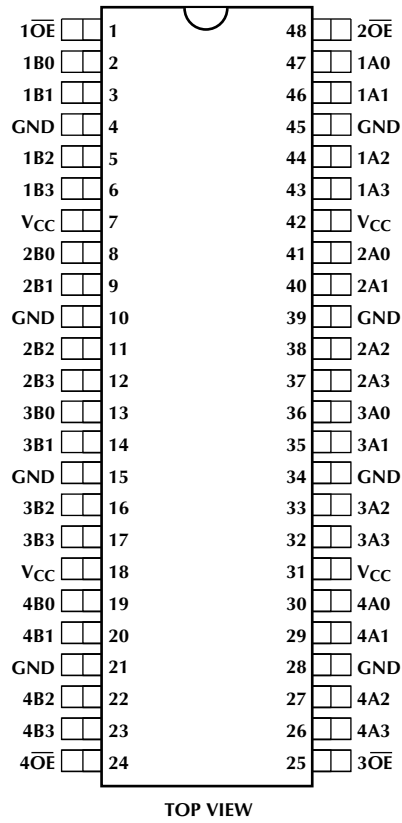 1O̅E̅ 1 48 2O̅E̅
1B0 2 47 1A0
1B1 3 46 1A1
GND 4 45 GND
1B2 5 44 1A2
1B3 6 43 1A3
VCC 7 42 VCC
2B0 8 41 2A0
2B1 9 40 2A1
GND 10 39 GND
2B2 11 38 2A2
2B3 12 37 2A3
3B0 13 36 3A0
3B1 14 35 3A1
GND 15 34 GND
3B2 16 33 3A2
3B3 17 32 3A3
VCC 18 31 VCC
4B0 19 30 4A0
4B1 20 29 4A1
GND 21 28 GND
4B2 22 27 4A2
4B3 23 26 4A3
4O̅E̅ 24 25 3O̅E̅
TOP VIEW